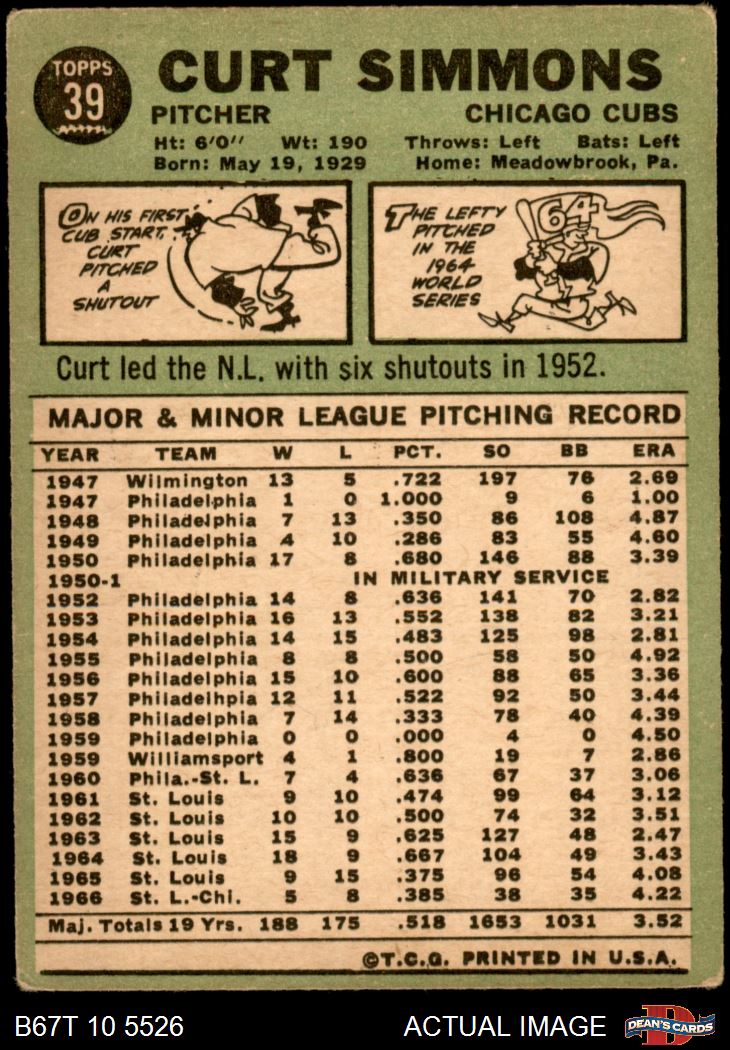 TOPPS
39
CURT SIMMONS
PITCHER CHICAGO CUBS
Ht: 6'0'' Wt: 190 Throws: Left Bats: Left
Born: May 19, 1929 Home: Meadowbrook, Pa.
ON HIS FIRST
CUB START,
CURT
PITCHED
A
SHUTOUT
THE LEFTY
PITCHED
IN THE
1964
WORLD
SERIES
64
Curt led the N.L. with six shutouts in 1952.
MAJOR & MINOR LEAGUE PITCHING RECORD
YEAR TEAM W L PCT. SO BB ERA
1947 Wilmington 13 5 .722 197 76 2.69
1947 Philadelphia 1 0 1.000 9 6 1.00
1948 Philadelphia 7 13 .350 86 108 4.87
1949 Philadelphia 4 10 .286 83 55 4.60
1950 Philadelphia 17 8 .680 146 88 3.39
1950-1 IN MILITARY SERVICE
1952 Philadelphia 14 8 .636 141 70 2.82
1953 Philadelphia 16 13 .552 138 82 3.21
1954 Philadelphia 14 15 .483 125 98 2.81
1955 Philadelphia 8 8 .500 58 50 4.92
1956 Philadelphia 15 10 .600 88 65 3.36
1957 Philadelhpia 12 11 .522 92 50 3.44
1958 Philadelphia 7 14 .333 78 40 4.39
1959 Philadelphia 0 0 .000 4 0 4.50
1959 Williamsport 4 1 .800 19 7 2.86
1960 Phila.-St. L. 7 4 .636 67 37 3.06
1961 St. Louis 9 10 .474 99 64 3.12
1962 St. Louis 10 10 .500 74 32 3.51
1963 St. Louis 15 9 .625 127 48 2.47
1964 St. Louis 18 9 .667 104 49 3.43
1965 St. Louis 9 15 .375 96 54 4.08
1966 St. L.-Chi. 5 8 .385 38 35 4.22
Maj. Totals 19 Yrs. 188 175 .518 1653 1031 3.52
©T.C.G. PRINTED IN U.S.A.
B67T 10 5526 ACTUAL IMAGE
D
DEAN'S CARDS